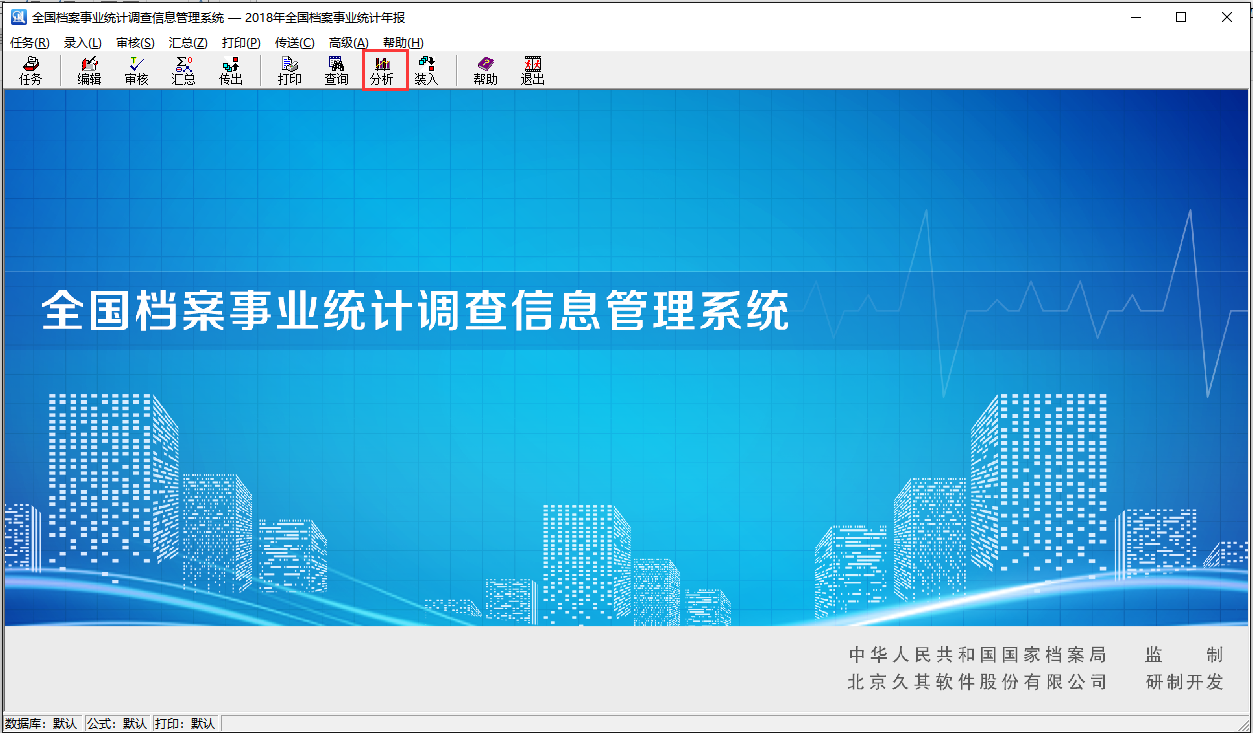 全国档案事业统计调查信息管理系统 — 2018年全国档案事业统计年报
任务(R) 录入(L) 审核(S) 汇总(Z) 打印(P) 传送(C) 高级(A) 帮助(H)
任务 编辑 审核 汇总 传出 打印 查询 分析 装入 帮助 退出
全国档案事业统计调查信息管理系统
中华人民共和国国家档案局 监 制
北京久其软件股份有限公司 研制开发
数据库: 默认 公式: 默认 打印: 默认